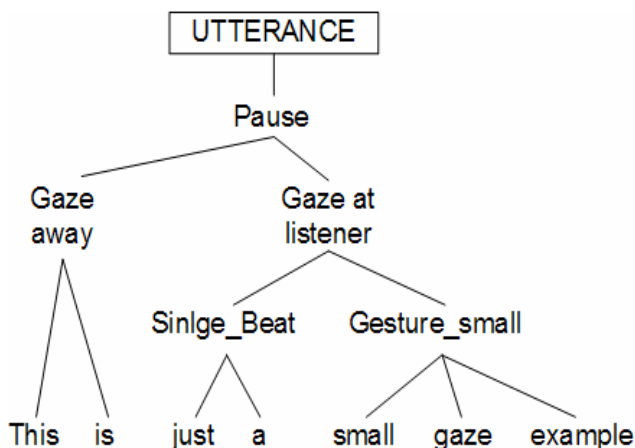 UTTERANCE
Pause
Gaze away
Gaze at listener
Sinlge_Beat Gesture_small
This is just a small gaze example